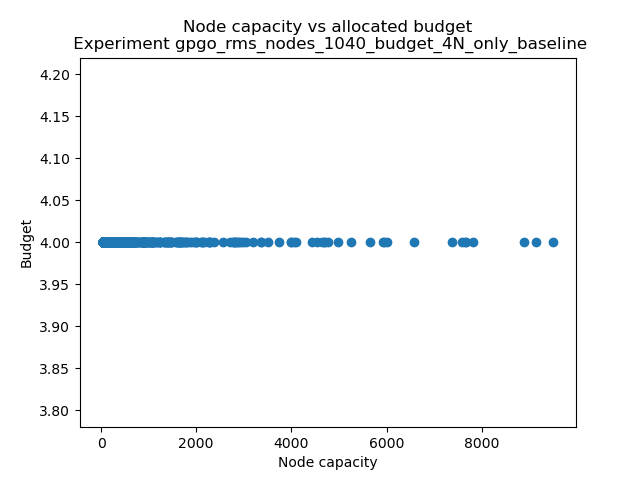 Node capacity vs allocated budget
Experiment gpgo_rms_nodes_1040_budget_4N_only_baseline
4.20
4.15
4.10
4.05
4.00
3.95
3.90
3.85
3.80
Budget
0 2000 4000 6000 8000
Node capacity